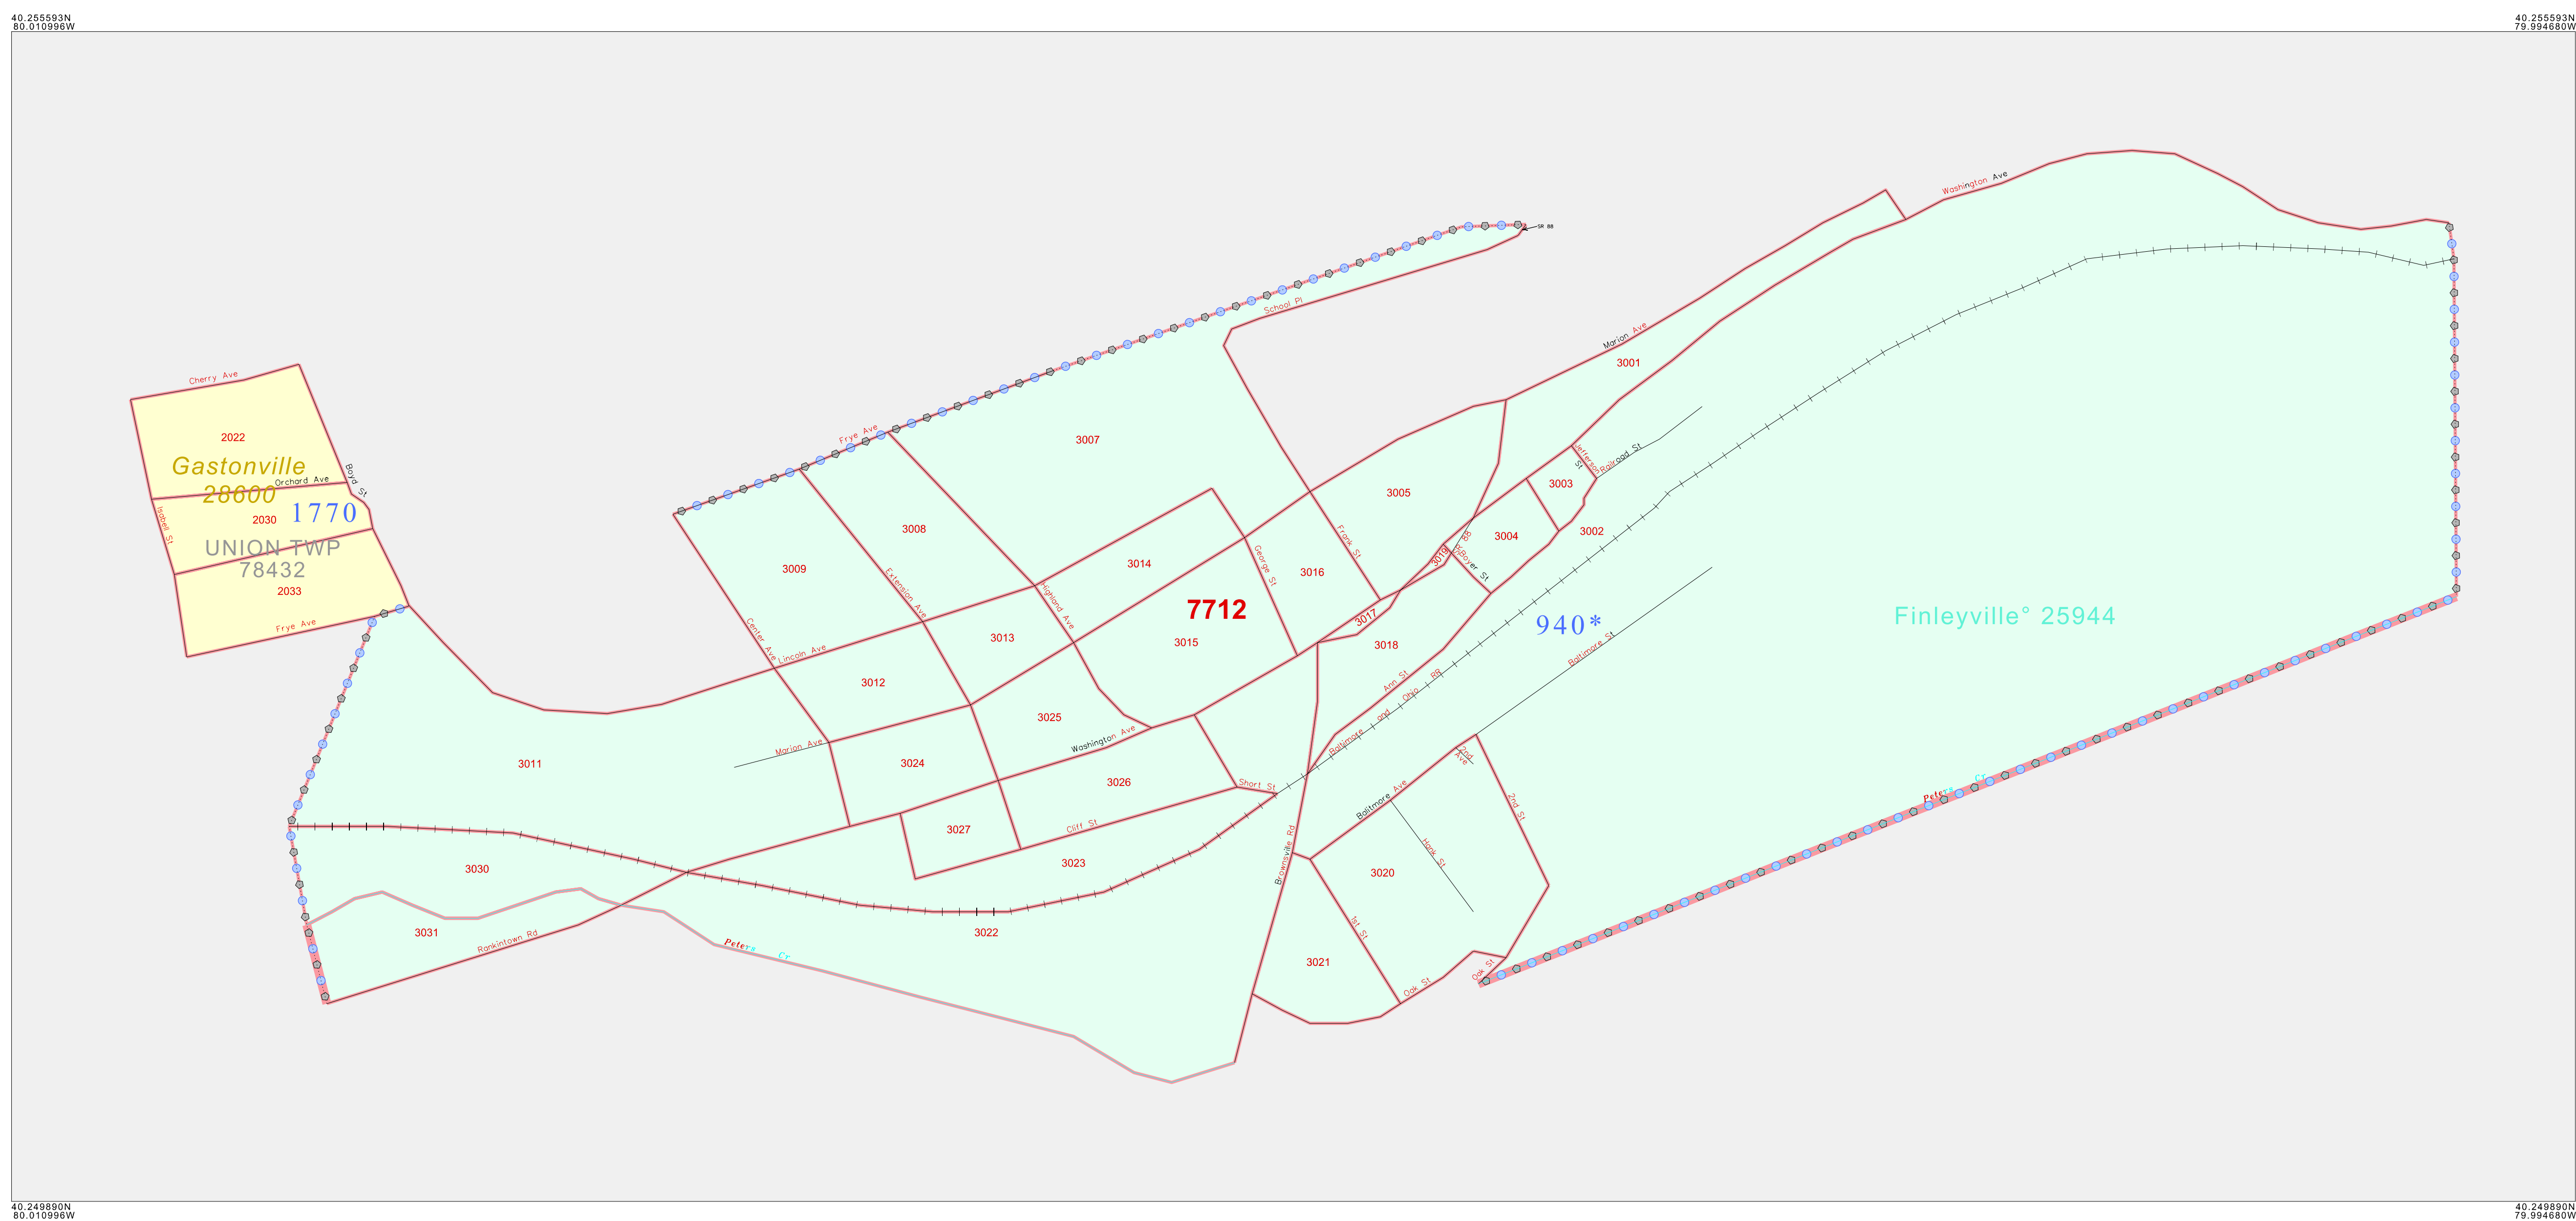 40.255593N
80.010996W
40.255593N
79.994680W
Washington Ave
SR 88
School Pl
Marion Ave
3001
Cherry Ave
2022
Frye Ave
3007
Gastonville
28600
Boyd St
Orchard Ave
Isabell St
2030
1770
UNION TWP
78432
2033
Frye Ave
3008
3009
Extension Ave
Highland Ave
3014
3005
Jefferson St
Railroad St
3003
3002
3004
SR 88
Boyer St
3019
Frank St
George St
3016
7712
3017
3015
3018
940*
Finleyville° 25944
Center Ave
Lincoln Ave
3013
3012
Baltimore St
Ann St
Baltimore and Ohio RR
3025
Washington Ave
Marion Ave
3011
3024
3026
Short St
2nd Ave
Balitmore Ave
2nd St
Peters Cr
3027
Cliff St
3023
Brownsville Rd
Hank St
3020
3030
3031
Rankintown Rd
Peters Cr
3022
1st St
3021
Oak St
Oak St
40.249890N
80.010996W
40.249890N
79.994680W